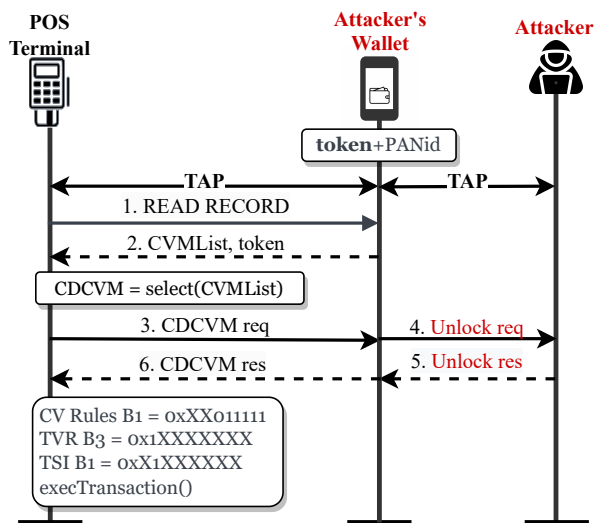 POS
Terminal
Attacker's
Wallet
Attacker
token+PANid
TAP
TAP
1. READ RECORD
2. CVMList, token
CDCVM = select(CVMList)
3. CDCVM req
4. Unlock req
6. CDCVM res
5. Unlock res
CV Rules B1 = 0xXX011111
TVR B3 = 0x1XXXXXXX
TSI B1 = 0xX1XXXXXX
execTransaction()